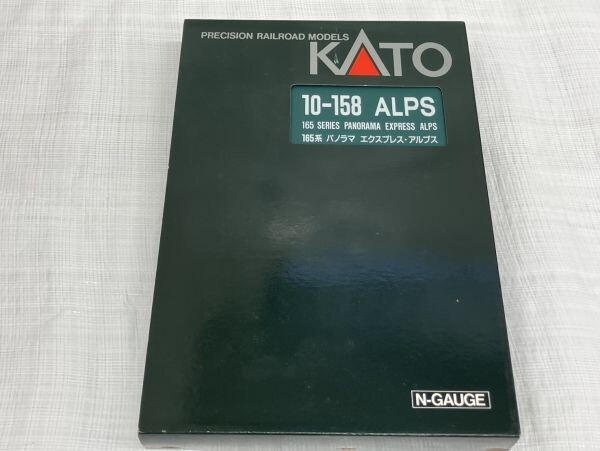 PRECISION RAILROAD MODELS
KATO
10-158 ALPS
165 SERIES PANORAMA EXPRESS ALPS
165系 パノラマ エクスプレス・アルプス
N-GAUGE